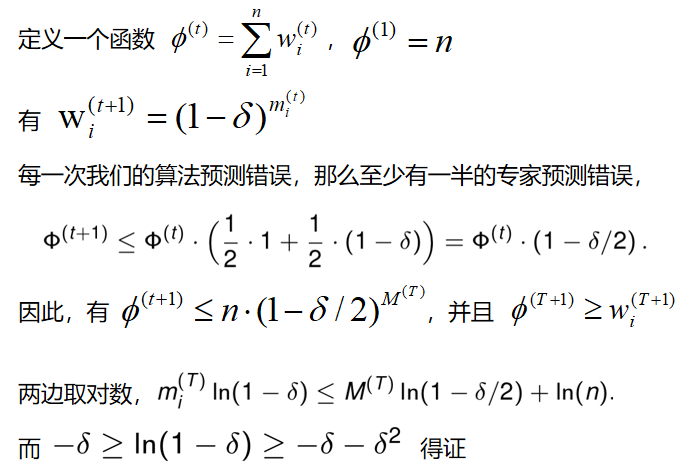 定义一个函数 $\phi^{(t)} = \sum_{i=1}^{n} w_i^{(t)}$ , $\phi^{(1)} = n$
有 $\mathrm{w}_i^{(t+1)} = (1-\delta)^{m_i^{(t)}}$
每一次我们的算法预测错误，那么至少有一半的专家预测错误，
$\Phi^{(t+1)} \leq \Phi^{(t)} \cdot \left( \frac{1}{2} \cdot 1 + \frac{1}{2} \cdot (1-\delta) \right) = \Phi^{(t)} \cdot (1-\delta/2).$
因此，有 $\phi^{(t+1)} \leq n \cdot (1-\delta/2)^{M^{(T)}}$，并且 $\phi^{(T+1)} \geq w_i^{(T+1)}$
两边取对数，$m_i^{(T)} \ln(1-\delta) \leq M^{(T)} \ln(1-\delta/2) + \ln(n).$
而 $-\delta \geq \ln(1-\delta) \geq -\delta - \delta^2$ 得证